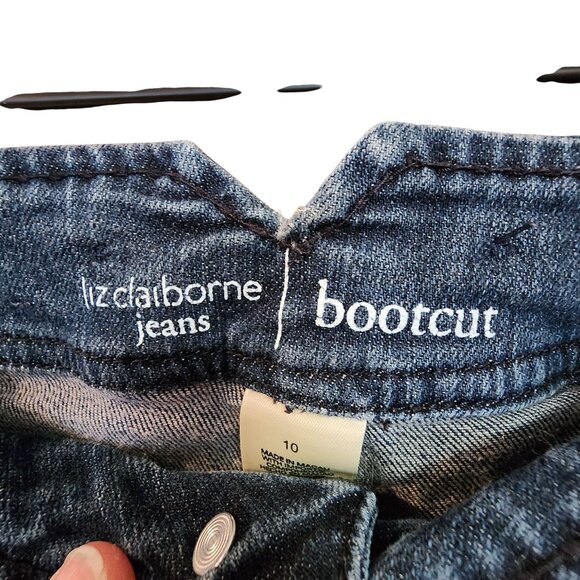 liz claiborne
jeans
bootcut
10
MADE IN